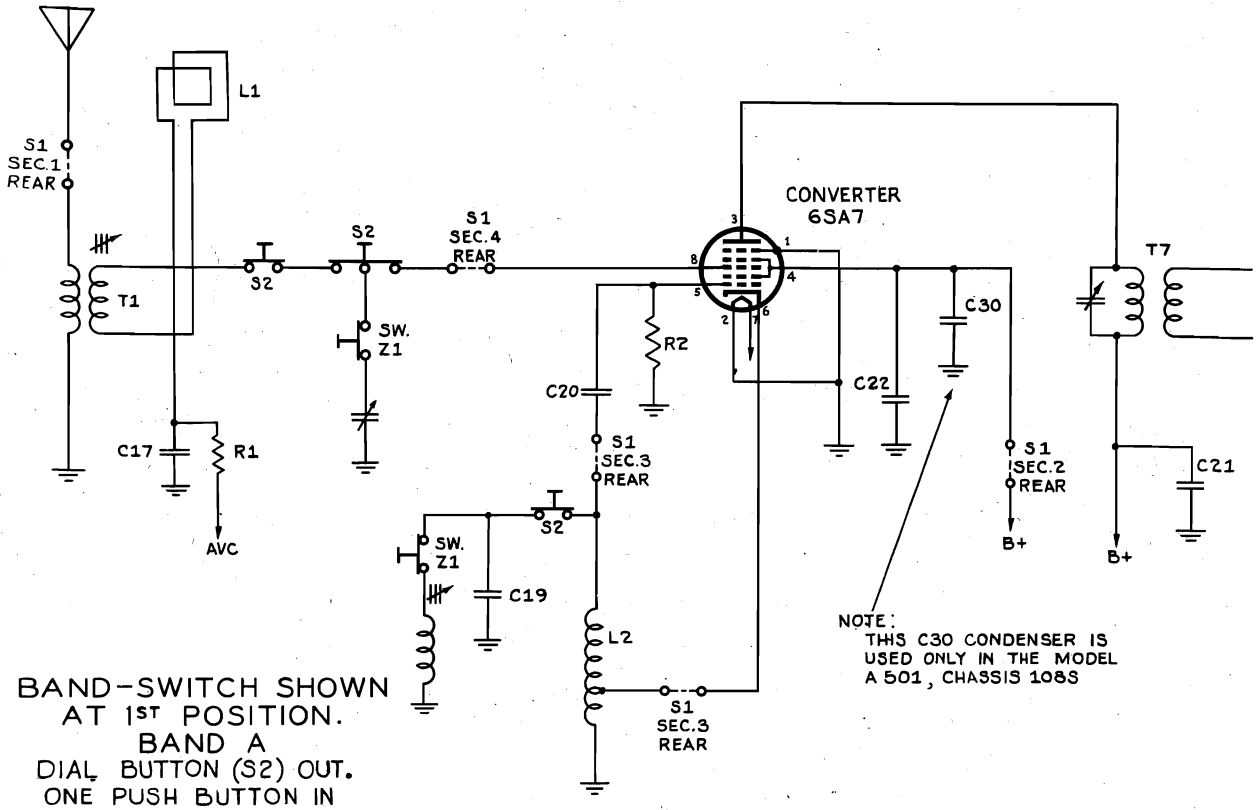 L1
S1
SEC.1
REAR
T1
S2
S2
S1
SEC.4
REAR
SW.
Z1
C17
R1
AVC
CONVERTER
6SA7
3
1
8
4
5
2
7
6
R2
C20
S1
SEC.3
REAR
S2
SW.
Z1
C19
L2
S1
SEC.3
REAR
C22
C30
S1
SEC.2
REAR
B+
T7
C21
B+
NOTE:
THIS C30 CONDENSER IS
USED ONLY IN THE MODEL
A 501, CHASSIS 108S
BAND-SWITCH SHOWN
AT 1ST POSITION.
BAND A
DIAL BUTTON (S2) OUT.
ONE PUSH BUTTON IN